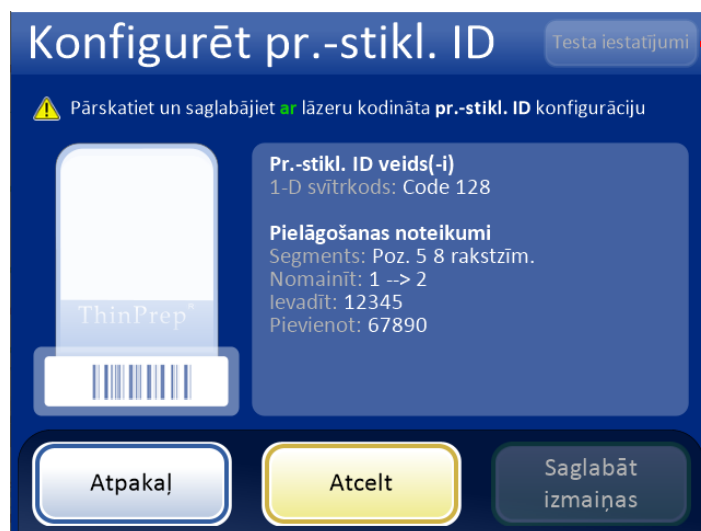 Konfigurēt pr.-stikl. ID
Testa iestatījumi
Pārskatiet un saglabājiet ar lāzeru kodināta pr.-stikl. ID konfigurāciju
Pr.-stikl. ID veids(-i)
1-D svītrkods: Code 128
Pielāgošanas noteikumi
Segments: Poz. 5 8 rakstzīm.
Nomainīt: 1 --> 2
Ievadīt: 12345
Pievienot: 67890
ThinPrep®
Atpakaļ
Atcelt
Saglabāt
izmaiņas